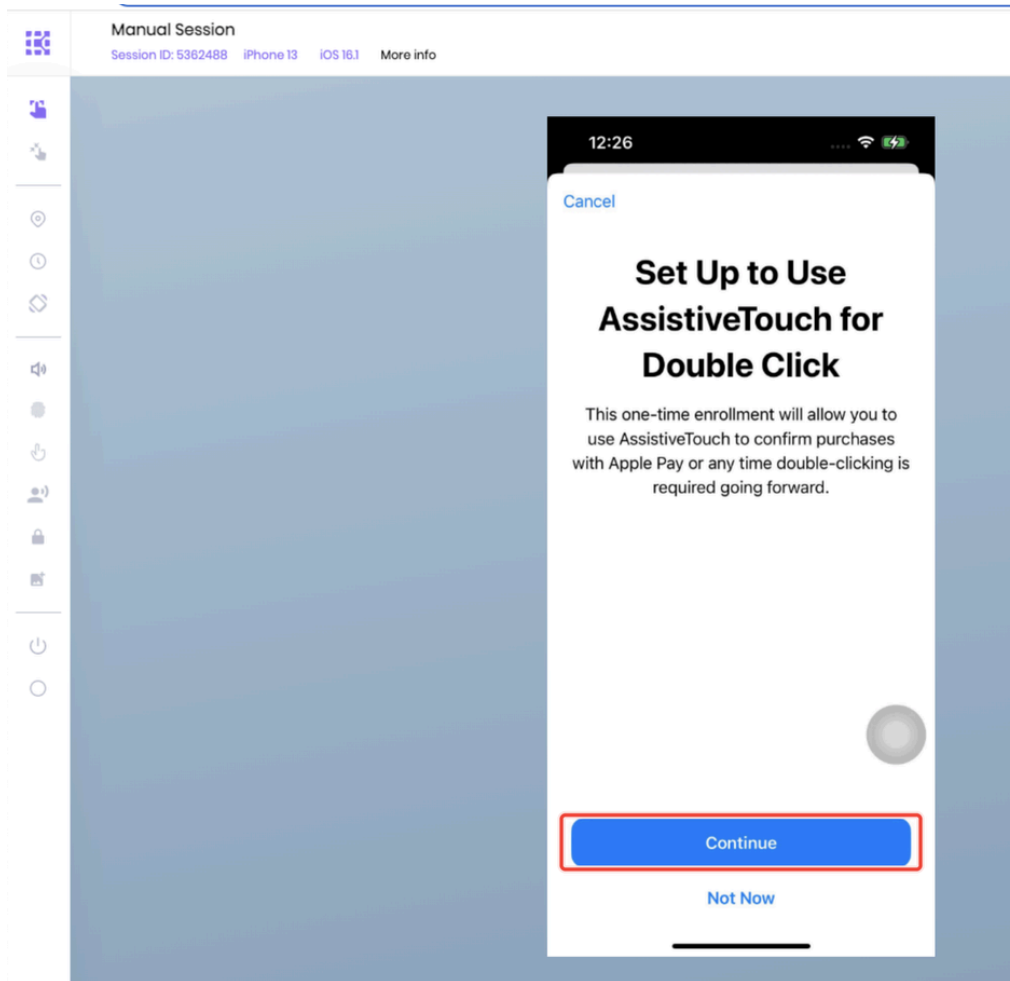 Manual Session
Session ID: 5362488 iPhone 13 iOS 16.1 More info
12:26
Cancel
Set Up to Use
AssistiveTouch for
Double Click
This one-time enrollment will allow you to
use AssistiveTouch to confirm purchases
with Apple Pay or any time double-clicking is
required going forward.
Continue
Not Now